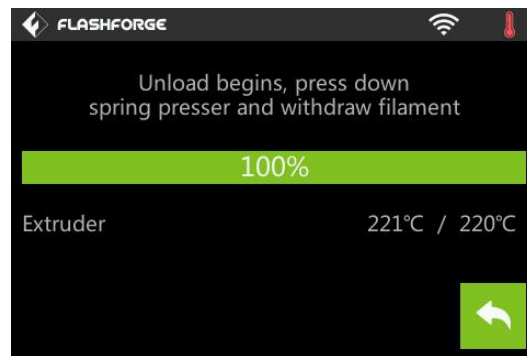 FLASHFORGE
Unload begins, press down
spring presser and withdraw filament
100%
Extruder 221℃ / 220℃